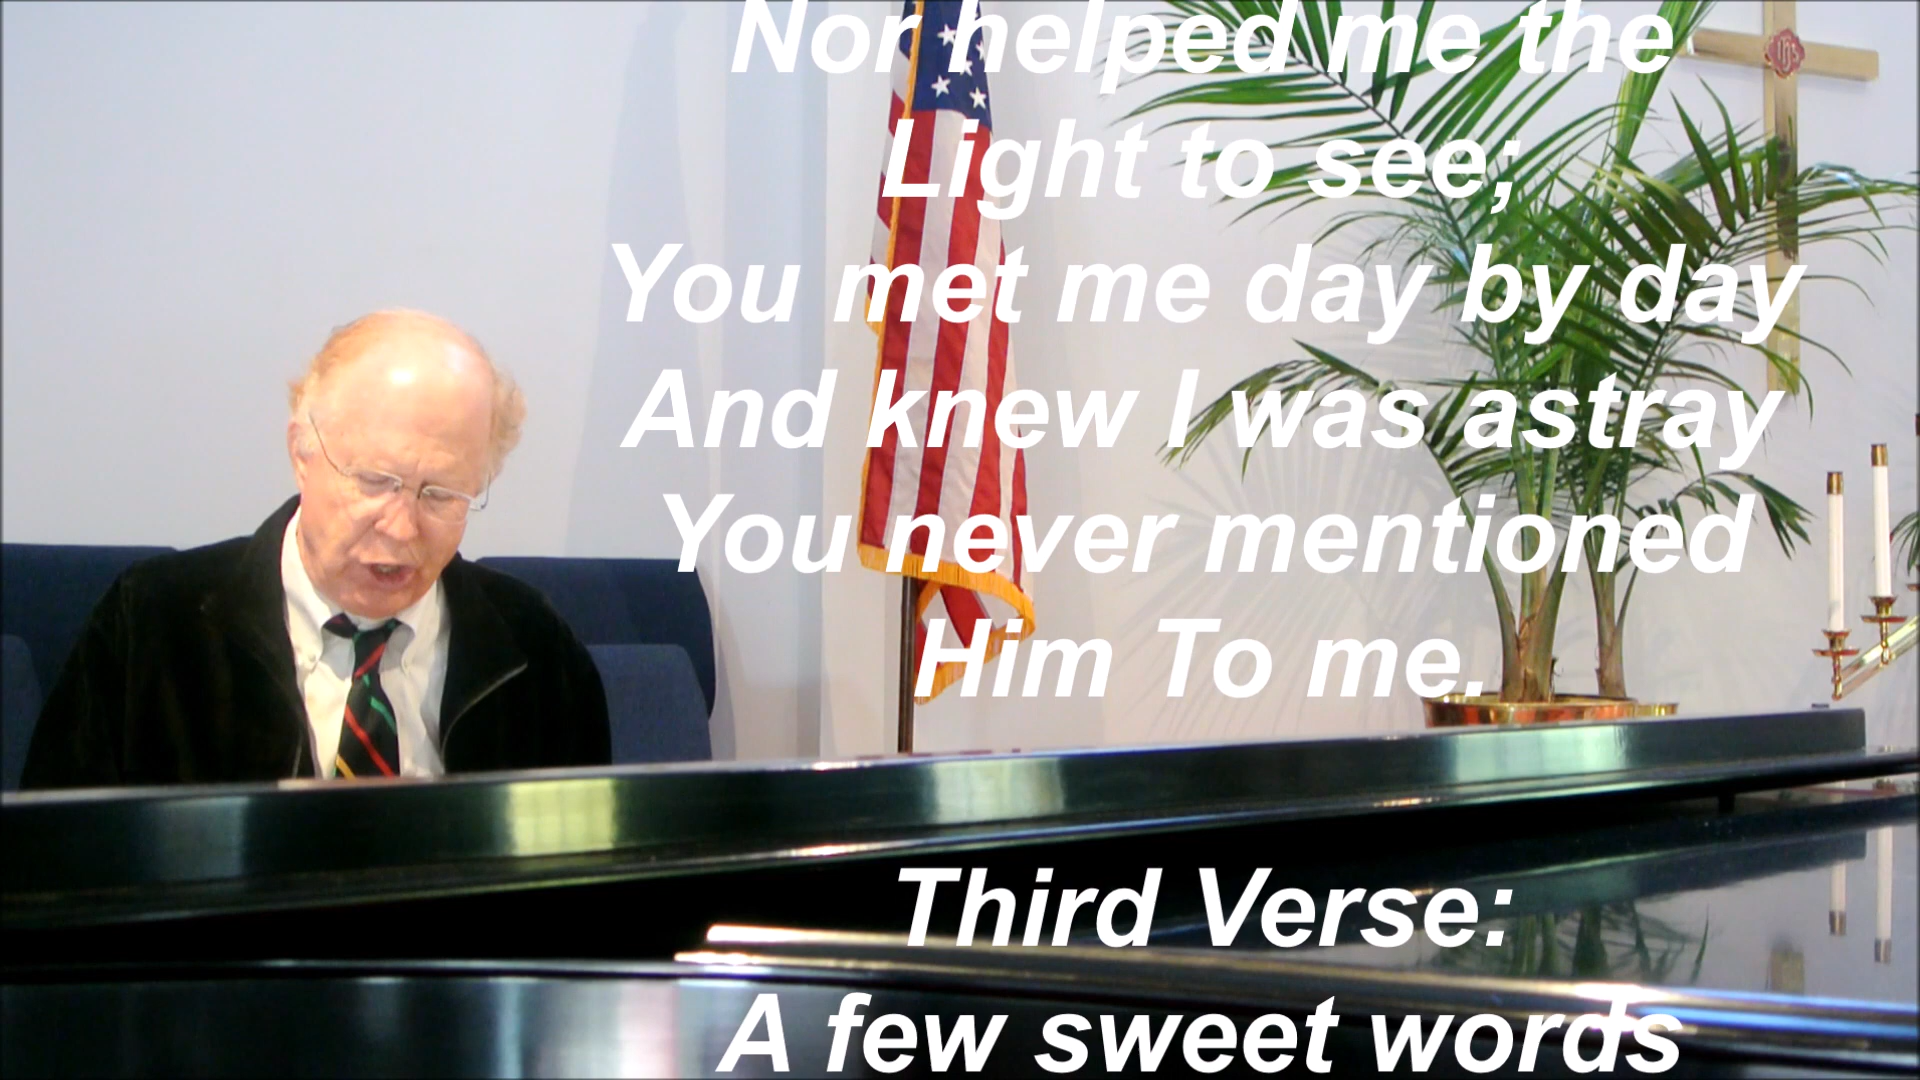 Nor helped me the
Light to see;
You met me day by day
And knew I was astray
You never mentioned
Him To me.
Third Verse:
A few sweet words